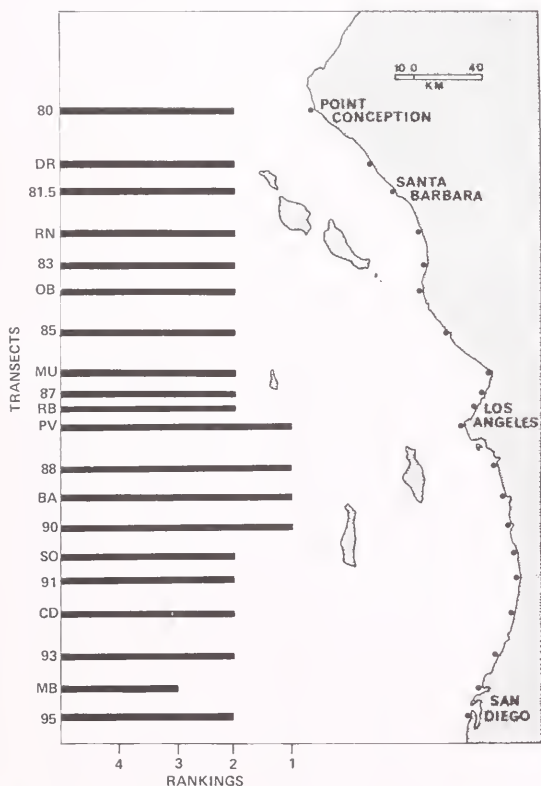 10 0 40
KM
POINT
CONCEPTION
SANTA
BARBARA
LOS
ANGELES
SAN
DIEGO
TRANSECTS
80
DR
81.5
RN
83
OB
85
MU
87
RB
PV
88
BA
90
SO
91
CD
93
MB
95
4 3 2 1
RANKINGS